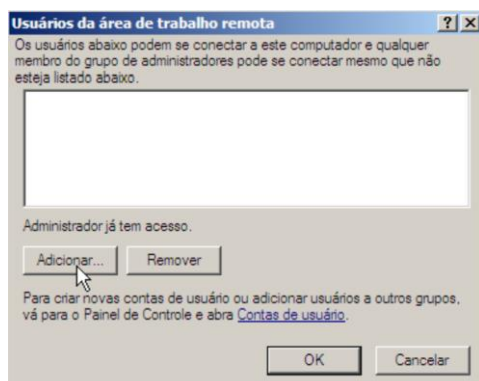 Usuários da área de trabalho remota
Os usuários abaixo podem se conectar a este computador e qualquer
membro do grupo de administradores pode se conectar mesmo que não
esteja listado abaixo.
Administrador já tem acesso.
Adicionar... Remover
Para criar novas contas de usuário ou adicionar usuários a outros grupos,
vá para o Painel de Controle e abra Contas de usuário.
OK Cancelar